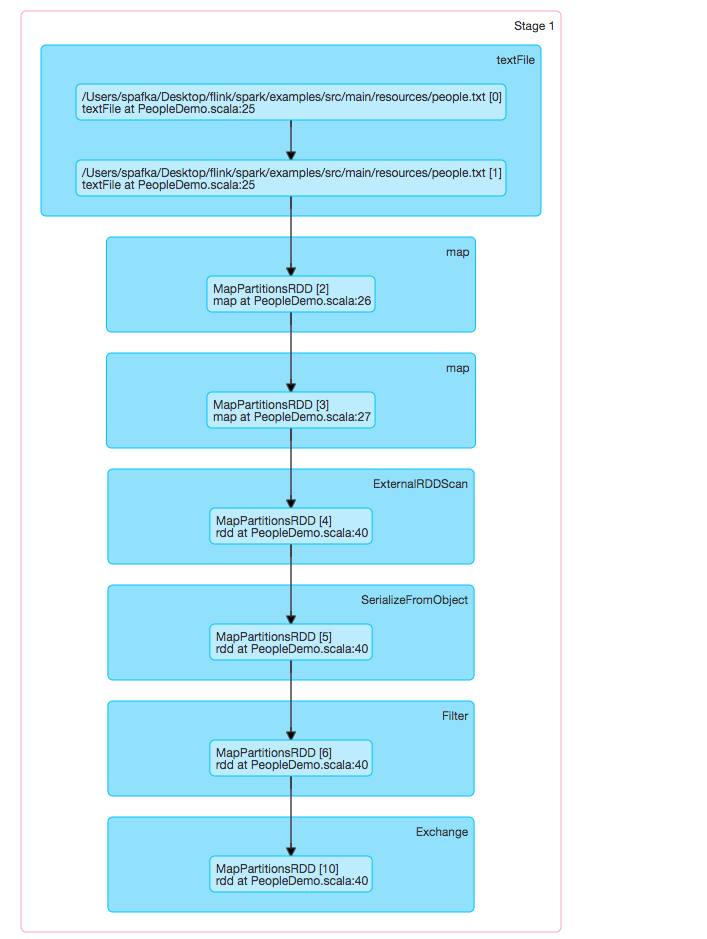 Stage 1
textFile
/Users/spafka/Desktop/flink/spark/examples/src/main/resources/people.txt [0]
textFile at PeopleDemo.scala:25
/Users/spafka/Desktop/flink/spark/examples/src/main/resources/people.txt [1]
textFile at PeopleDemo.scala:25
map
MapPartitionsRDD [2]
map at PeopleDemo.scala:26
map
MapPartitionsRDD [3]
map at PeopleDemo.scala:27
ExternalRDDScan
MapPartitionsRDD [4]
rdd at PeopleDemo.scala:40
SerializeFromObject
MapPartitionsRDD [5]
rdd at PeopleDemo.scala:40
Filter
MapPartitionsRDD [6]
rdd at PeopleDemo.scala:40
Exchange
MapPartitionsRDD [10]
rdd at PeopleDemo.scala:40